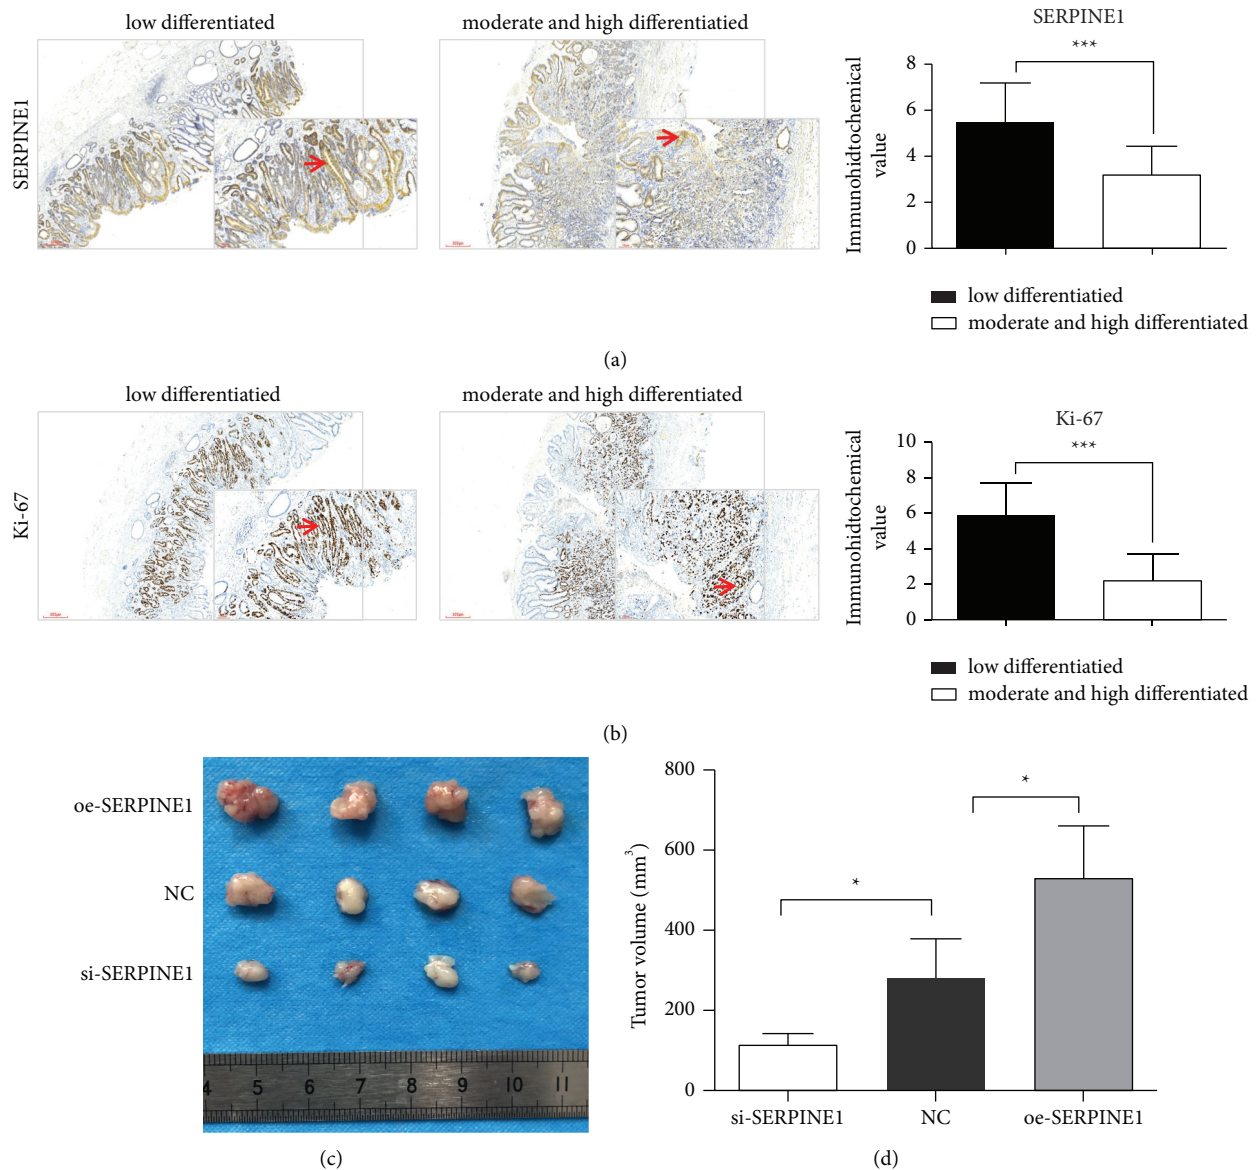 low differentiatied
moderate and high differentiated
SERPINE1
SERPINE1
***
Immunohidtochemical
value
8
6
4
2
0
low differentiatied
moderate and high differentiated
(a)
low differentiatied
moderate and high differentiated
Ki-67
Ki-67
***
Immunohidtochemical
value
10
8
6
4
2
0
low differentiatied
moderate and high differentiated
(b)
oe-SERPINE1
NC
si-SERPINE1
4 5 6 7 8 9 10 11
(c)
Tumor volume (mm³)
800
600
400
200
0
*
*
si-SERPINE1
NC
oe-SERPINE1
(d)